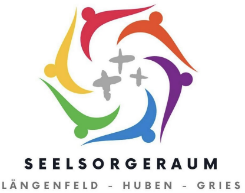 SEELSORGERAUM
LÄNGENFELD - HUBEN - GRIES